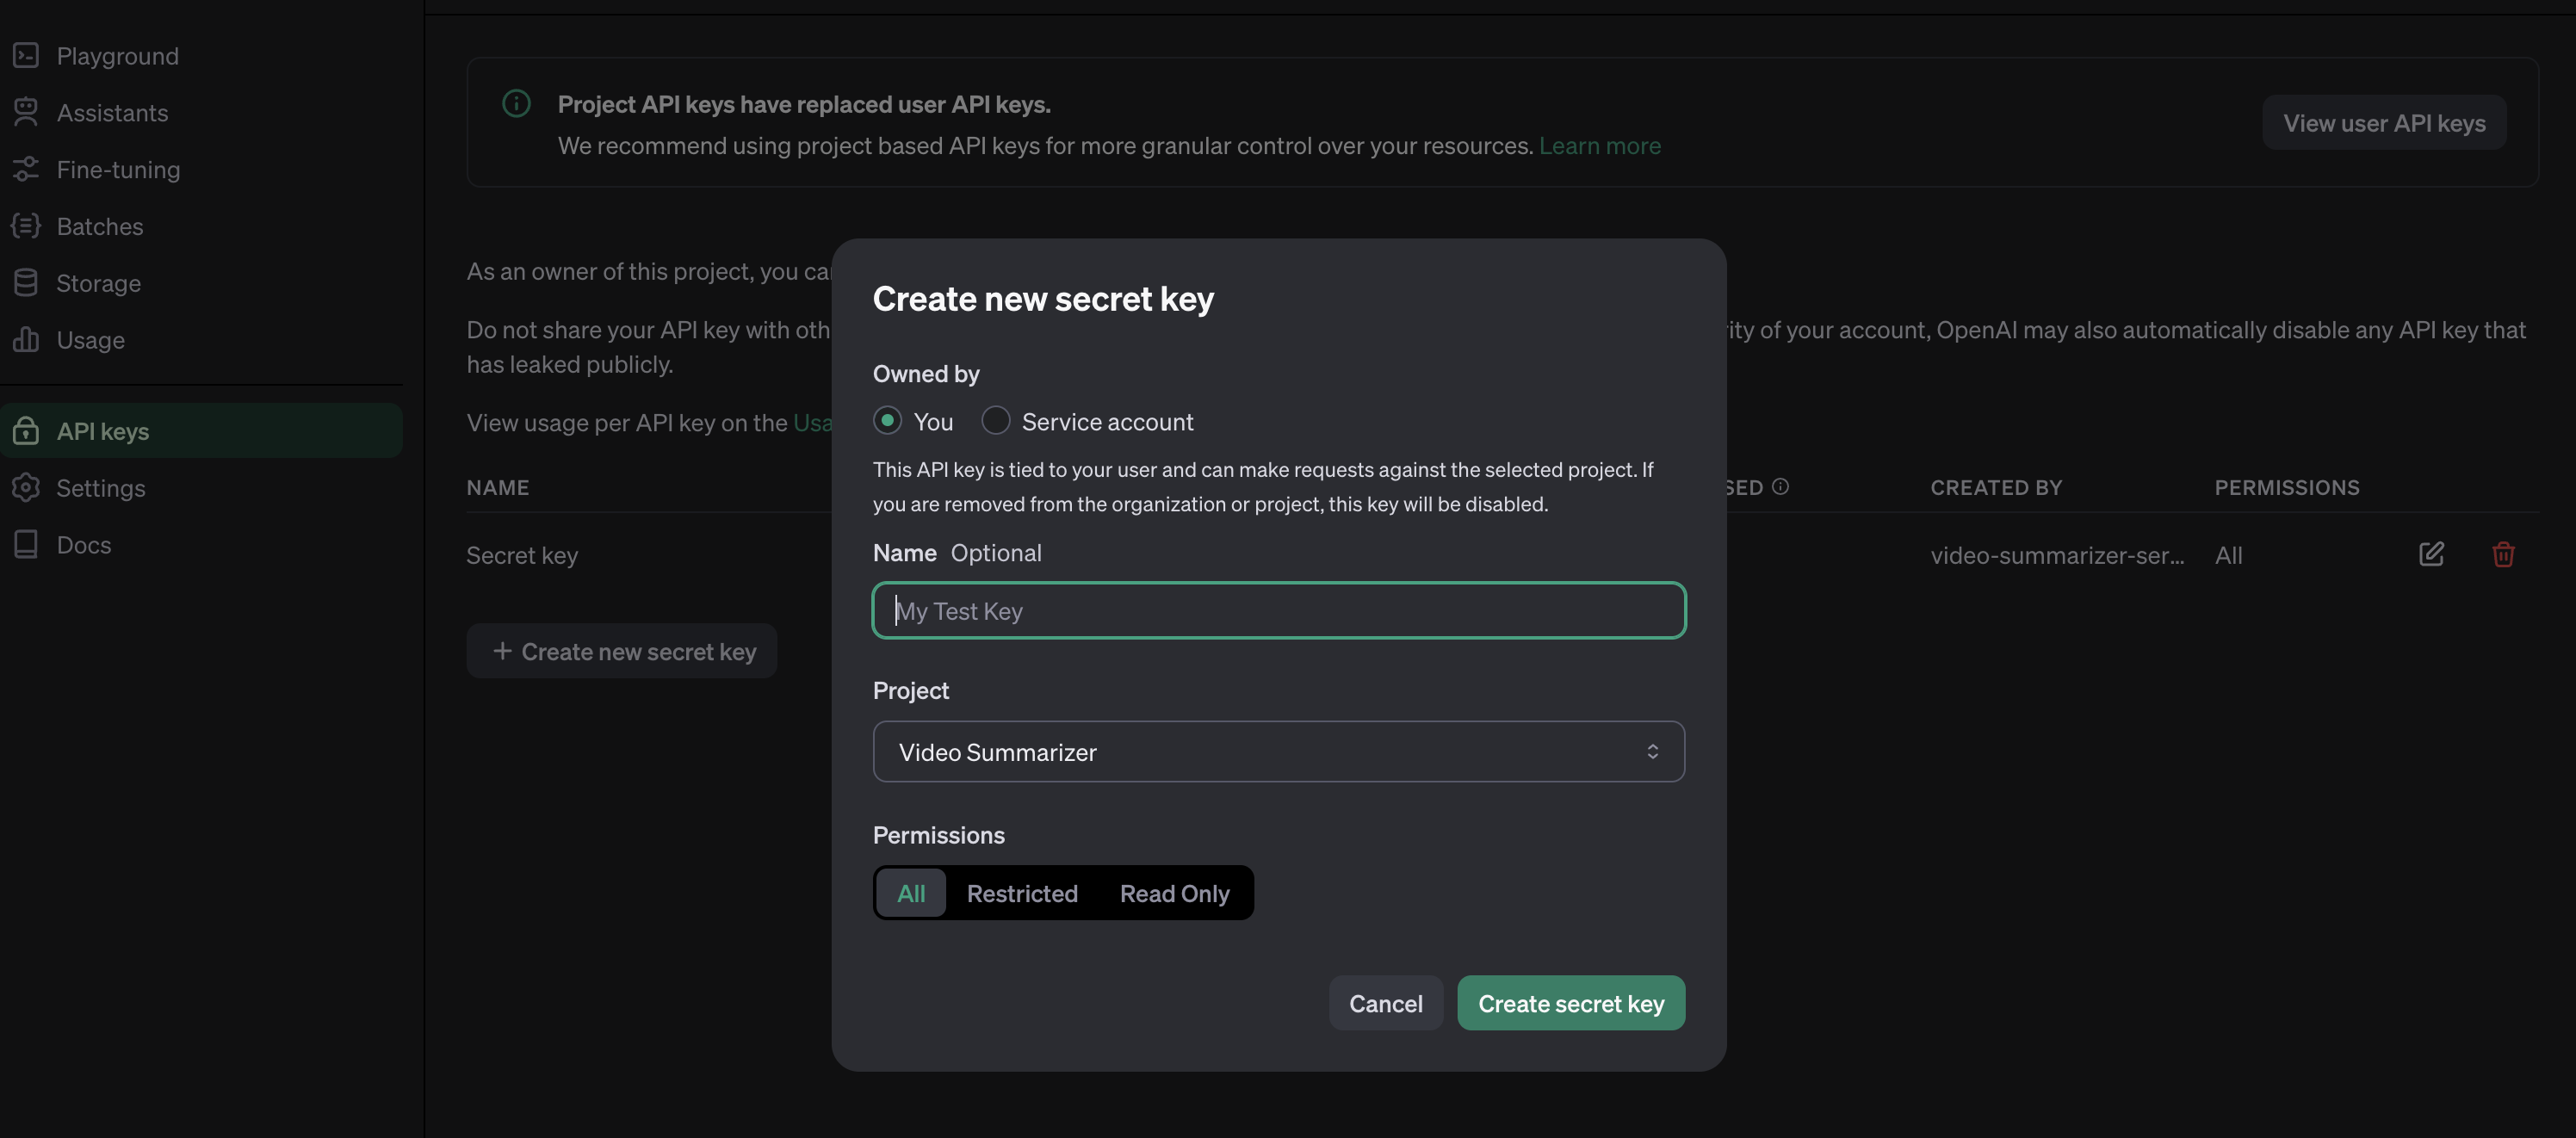 Playground
Assistants
Fine-tuning
Batches
Storage
Usage
API keys
Settings
Docs
Project API keys have replaced user API keys.
We recommend using project based API keys for more granular control over your resources. Learn more
View user API keys
As an owner of this project, you
Do not share your API key with
of your account, OpenAI may also automatically disable any API key that
has leaked publicly.
View usage per API key on the
NAME
CREATED BY
PERMISSIONS
Secret key
video-summarizer-ser...
All
+ Create new secret key
Create new secret key
Owned by
You
Service account
This API key is tied to your user and can make requests against the selected project. If
you are removed from the organization or project, this key will be disabled.
Name Optional
My Test Key
Project
Video Summarizer
Permissions
All
Restricted
Read Only
Cancel
Create secret key